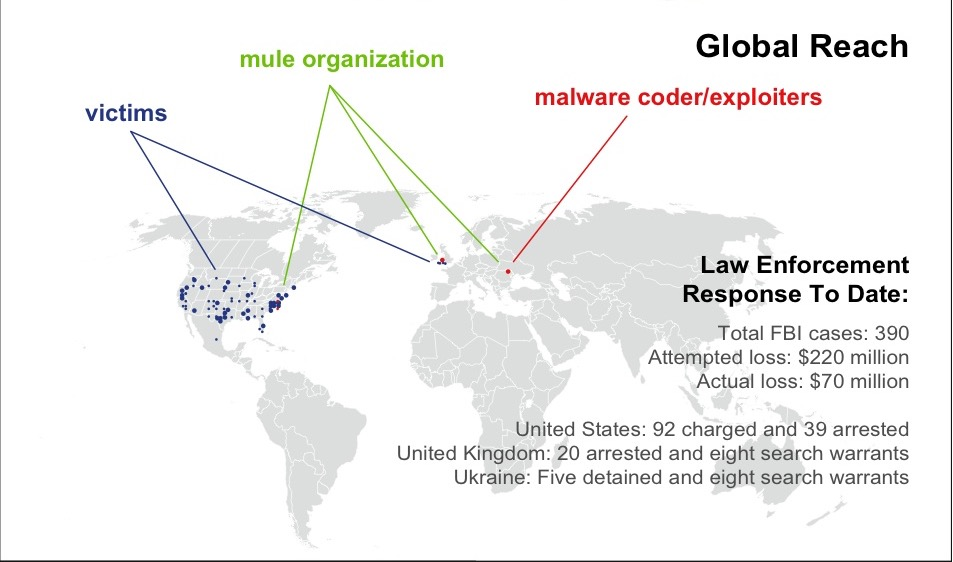 Global Reach
mule organization
malware coder/exploiters
victims
Law Enforcement
Response To Date:
Total FBI cases: 390
Attempted loss: $220 million
Actual loss: $70 million
United States: 92 charged and 39 arrested
United Kingdom: 20 arrested and eight search warrants
Ukraine: Five detained and eight search warrants